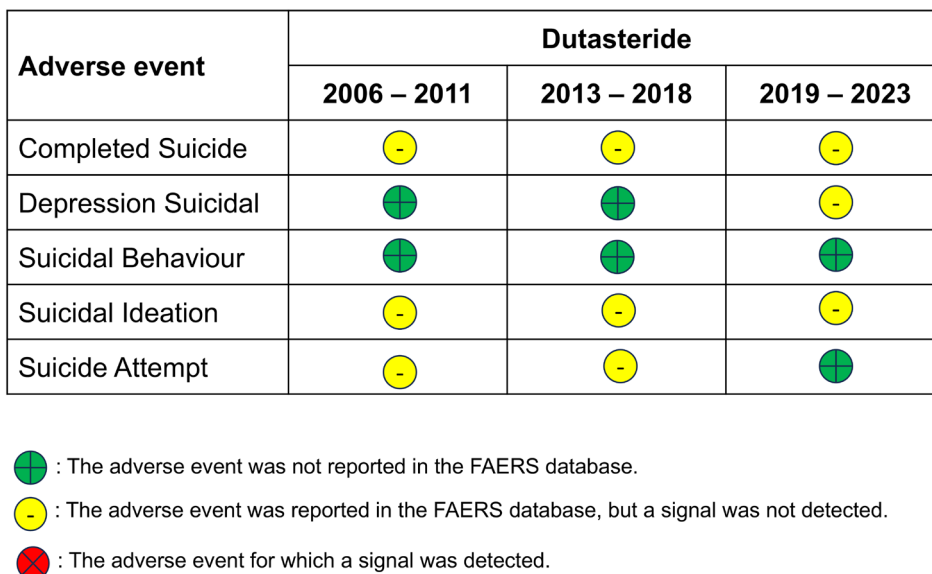 Adverse event
Dutasteride
2006 – 2011
2013 – 2018
2019 – 2023
Completed Suicide - - -
Depression Suicidal -
Suicidal Behaviour
Suicidal Ideation - - -
Suicide Attempt - -
: The adverse event was not reported in the FAERS database.
- : The adverse event was reported in the FAERS database, but a signal was not detected.
: The adverse event for which a signal was detected.